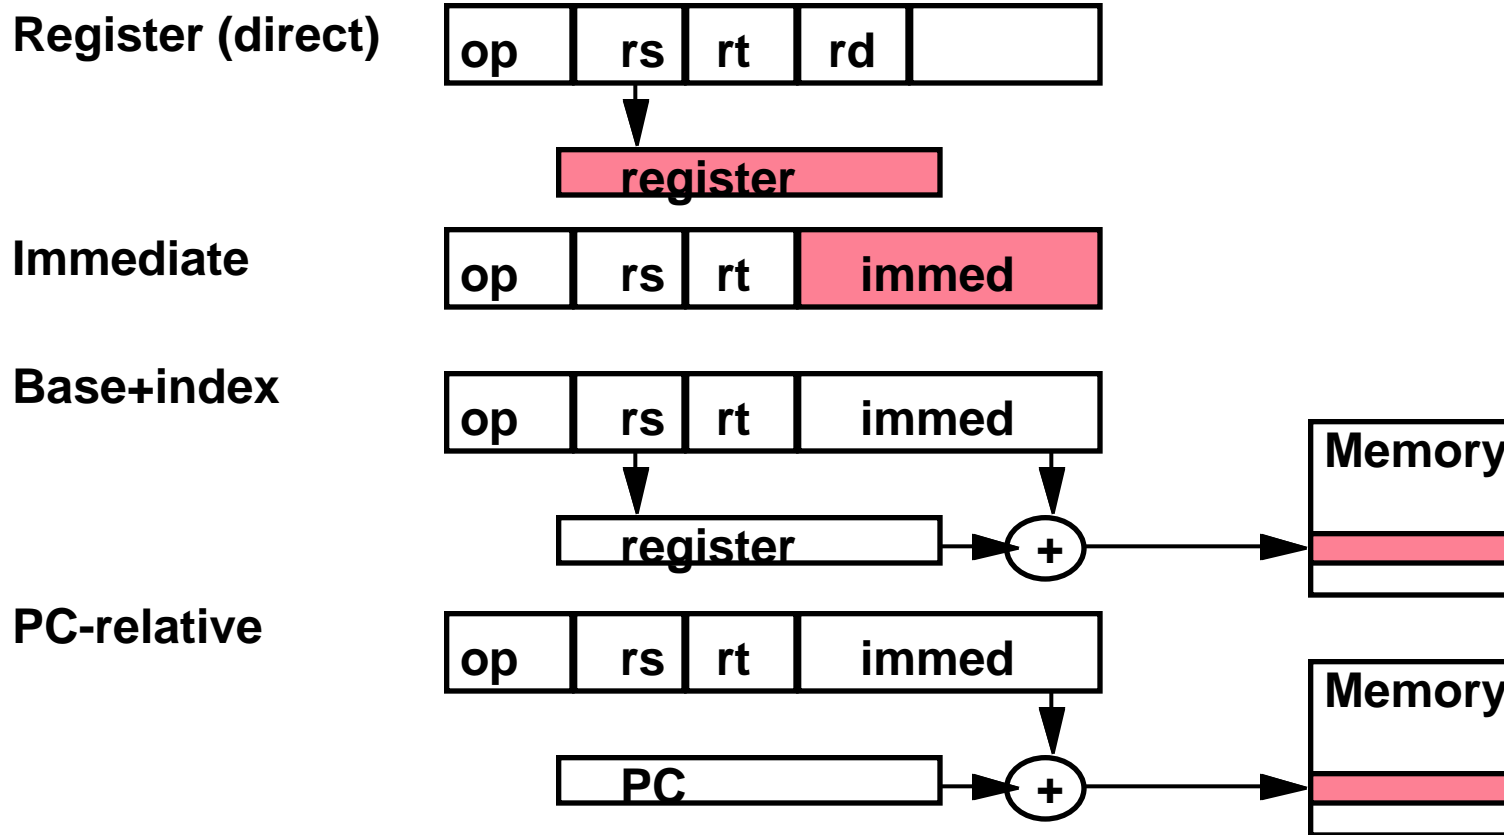 Register (direct)
op rs rt rd
register
Immediate
op rs rt immed
Base+index
op rs rt immed
Memory
register +
PC-relative
op rs rt immed
Memory
PC +